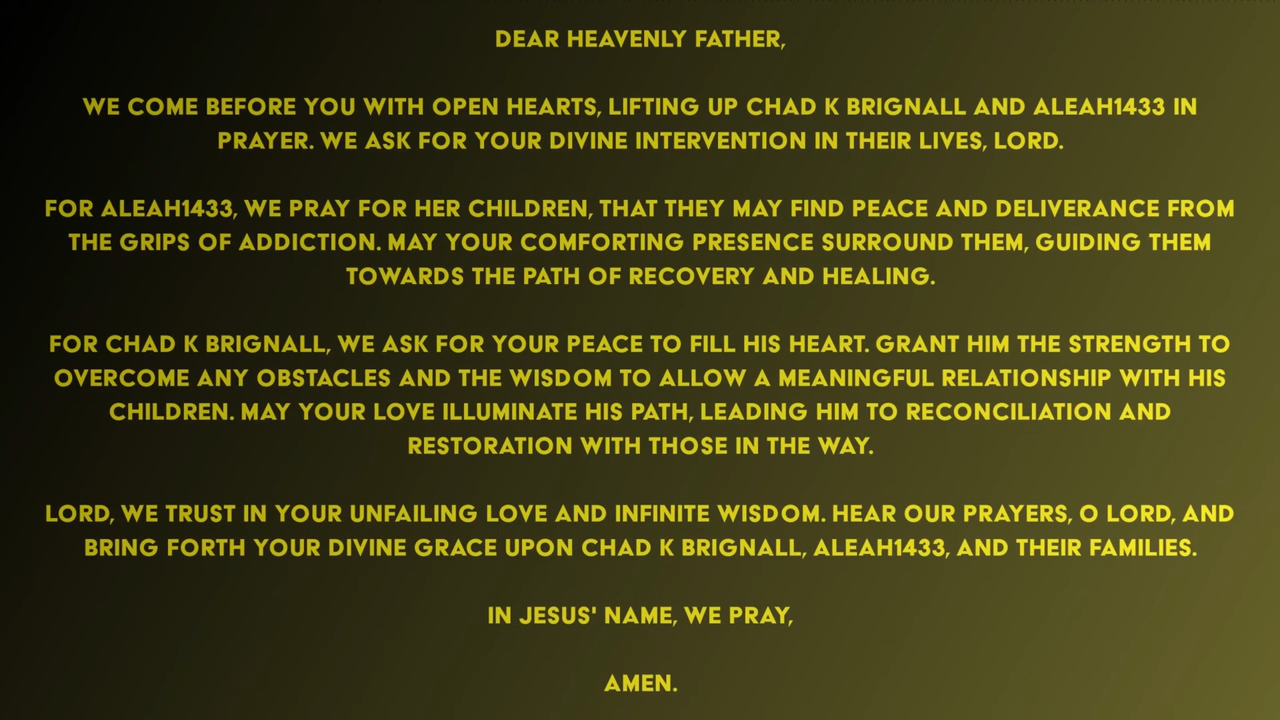 DEAR HEAVENLY FATHER,
WE COME BEFORE YOU WITH OPEN HEARTS, LIFTING UP CHAD K BRIGNALL AND ALEAH1433 IN
PRAYER. WE ASK FOR YOUR DIVINE INTERVENTION IN THEIR LIVES, LORD.
FOR ALEAH1433, WE PRAY FOR HER CHILDREN, THAT THEY MAY FIND PEACE AND DELIVERANCE FROM
THE GRIPS OF ADDICTION. MAY YOUR COMFORTING PRESENCE SURROUND THEM, GUIDING THEM
TOWARDS THE PATH OF RECOVERY AND HEALING.
FOR CHAD K BRIGNALL, WE ASK FOR YOUR PEACE TO FILL HIS HEART. GRANT HIM THE STRENGTH TO
OVERCOME ANY OBSTACLES AND THE WISDOM TO ALLOW A MEANINGFUL RELATIONSHIP WITH HIS
CHILDREN. MAY YOUR LOVE ILLUMINATE HIS PATH, LEADING HIM TO RECONCILIATION AND
RESTORATION WITH THOSE IN THE WAY.
LORD, WE TRUST IN YOUR UNFAILING LOVE AND INFINITE WISDOM. HEAR OUR PRAYERS, O LORD, AND
BRING FORTH YOUR DIVINE GRACE UPON CHAD K BRIGNALL, ALEAH1433, AND THEIR FAMILIES.
IN JESUS' NAME, WE PRAY,
AMEN.